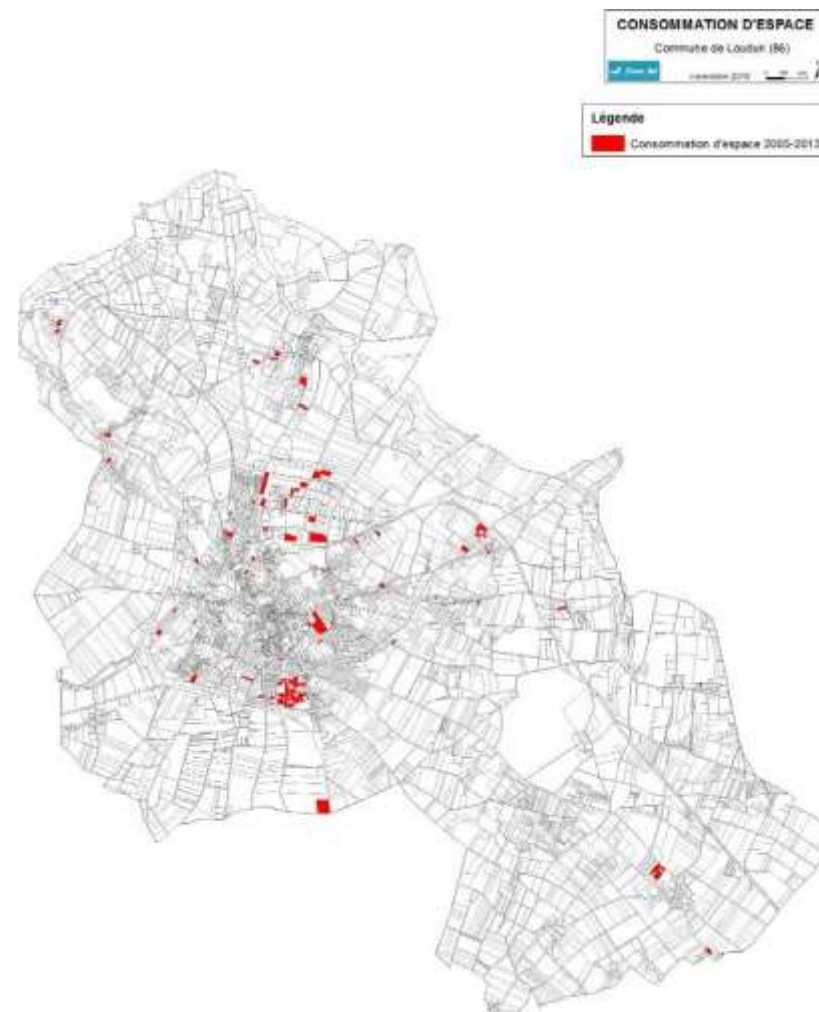 CONSOMMATION D'ESPACE
Commune de Loudun (86)
Légende
Consommation d'espace 2005-2013